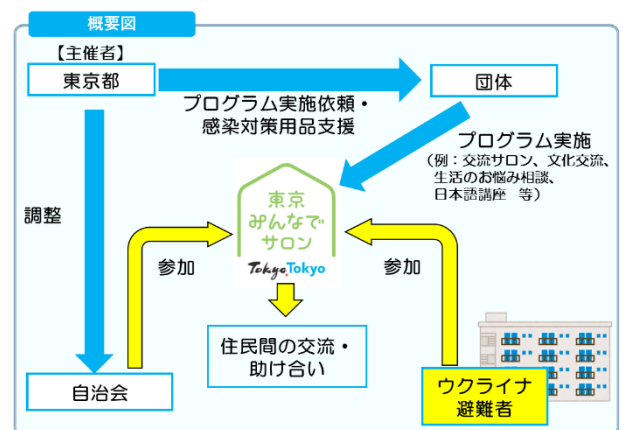 概要図
【主催者】
東京都
団体
プログラム実施依頼・
感染対策用品支援
プログラム実施
（例：交流サロン、文化交流、
生活のお悩み相談、
日本語講座　等）
東京
みんなで
サロン
Tokyo Tokyo
調整
参加
参加
住民間の交流・
助け合い
自治会
ウクライナ
避難者